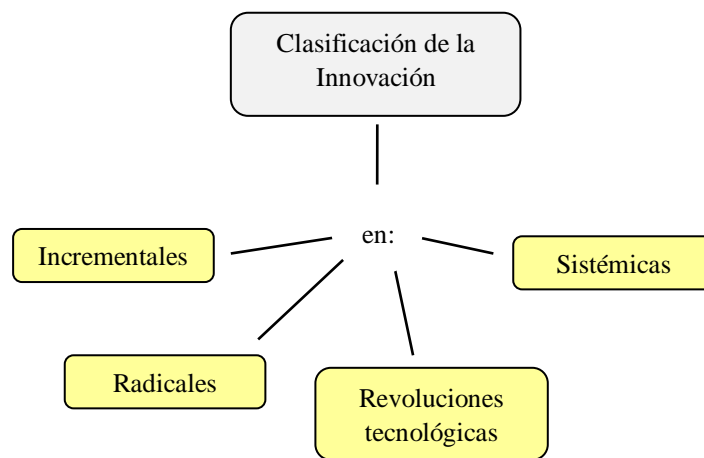 Clasificación de la
Innovación
en:
Incrementales
Sistémicas
Radicales
Revoluciones
tecnológicas